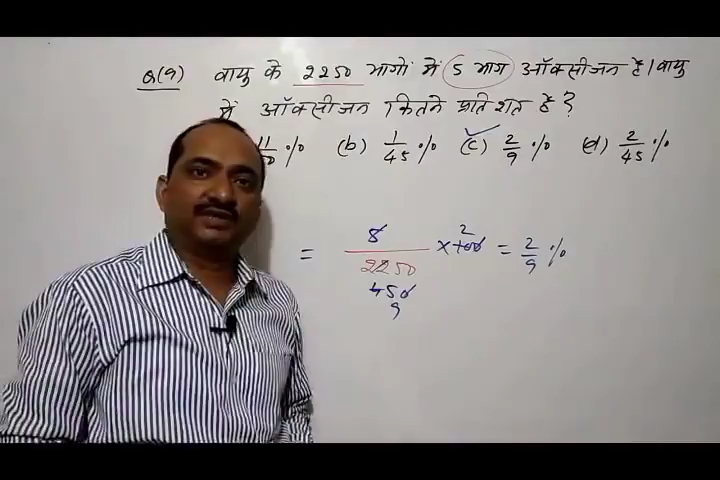 Q(9) वायु के 2250 भागों में 5 भाग ऑक्सीजन है। वायु
में ऑक्सीजन कितने प्रतिशत है?
% (b) 1/45 % (c) 2/9 % (d) 2/45 %
2
= 5/2250 ×100 = 2/9 %
450
9